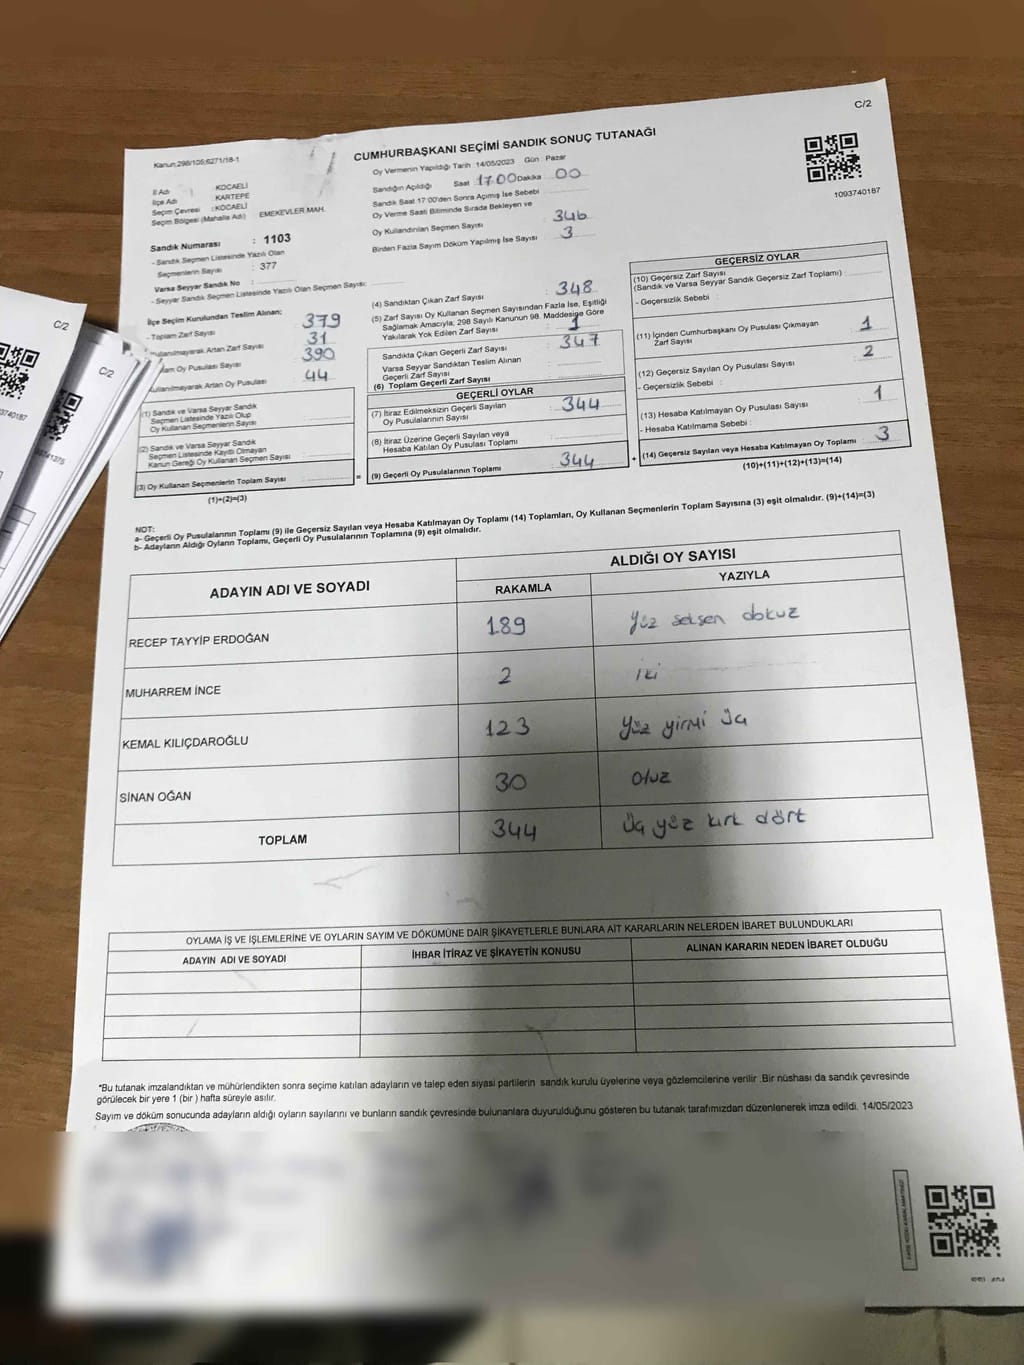 C/2
Kanun:298/105;6271/18-1
CUMHURBAŞKANI SEÇİMİ SANDIK SONUÇ TUTANAĞI
Oy Vermenin Yapıldığı Tarih 14/05/2023 Gün Pazar
İl Adı : KOCAELİ
İlçe Adı : KARTEPE
Seçim Çevresi : KOCAELİ
Seçim Bölgesi (Mahalle Adı) EMEKEVLER MAH.
Sandık Numarası : 1103
- Sandık Seçmen Listesinde Yazılı Olan
Seçmenlerin Sayısı : 377
Varsa Seyyar Sandık No :
- Seyyar Sandık Seçmen Listesinde Yazılı Olan Seçmen Sayısı:
Sandığın Açıldığı Saat 17.00 Dakika 00
Sandık Saat 17:00'den Sonra Açılmış İse Sebebi
Oy Verme Saati Bitiminde Sırada Bekleyen ve
Oy Kullandırılan Seçmen Sayısı 346
Birden Fazla Sayım Döküm Yapılmış İse Sayısı 3
1093740187
İlçe Seçim Kurulundan Teslim Alınan;
- Toplam Zarf Sayısı : 379
Kullanılmayarak Artan Zarf Sayısı : 31
Oy Pusulası Sayısı : 390
Kullanılmayarak Artan Oy Pusulası : 44
(1) Sandık ve Varsa Seyyar Sandık
Seçmen Listesinde Yazılı Olup
Oy Kullanan Seçmenlerin Sayısı
(2) Sandık ve Varsa Seyyar Sandık
Seçmen Listesinde Kayıtlı Olmayan
Kanun Gereği Oy Kullanan Seçmen Sayısı
(3) Oy Kullanan Seçmenlerin Toplam Sayısı
(1)+(2)=(3)
(4) Sandıktan Çıkan Zarf Sayısı : 348
(5) Zarf Sayısı Oy Kullanan Seçmen Sayısından Fazla İse, Eşitliği
Sağlamak Amacıyla, 298 Sayılı Kanunun 98. Maddesine Göre
Yakılarak Yok Edilen Zarf Sayısı : 1
Sandıkta Çıkan Geçerli Zarf Sayısı : 347
Varsa Seyyar Sandıktan Teslim Alınan
Geçerli Zarf Sayısı
(6) Toplam Geçerli Zarf Sayısı
GEÇERLİ OYLAR
(7) İtiraz Edilmeksizin Geçerli Sayılan
Oy Pusulalarının Sayısı : 344
(8) İtiraz Üzerine Geçerli Sayılan veya
Hesaba Katılan Oy Pusulası Toplamı
(9) Geçerli Oy Pusulalarının Toplamı : 344
GEÇERSİZ OYLAR
(10) Geçersiz Zarf Sayısı
(Sandık ve Varsa Seyyar Sandık Geçersiz Zarf Toplamı) :
- Geçersizlik Sebebi :
(11) İçinden Cumhurbaşkanı Oy Pusulası Çıkmayan
Zarf Sayısı : 1
(12) Geçersiz Sayılan Oy Pusulası Sayısı : 2
- Geçersizlik Sebebi :
(13) Hesaba Katılmayan Oy Pusulası Sayısı : 1
- Hesaba Katılmama Sebebi :
(14) Geçersiz Sayılan veya Hesaba Katılmayan Oy Toplamı : 3
(10)+(11)+(12)+(13)=(14)
NOT:
a- Geçerli Oy Pusulalarının Toplamı (9) ile Geçersiz Sayılan veya Hesaba Katılmayan Oy Toplamı (14) Toplamları, Oy Kullanan Seçmenlerin Toplam Sayısına (3) eşit olmalıdır. (9)+(14)=(3)
b- Adayların Aldığı Oyların Toplamı, Geçerli Oy Pusulalarının Toplamına (9) eşit olmalıdır.
ADAYIN ADI VE SOYADI
ALDIĞI OY SAYISI
RAKAMLA YAZIYLA
RECEP TAYYİP ERDOĞAN 189 Yüz seksen dokuz
MUHARREM İNCE 2 iki
KEMAL KILIÇDAROĞLU 123 Yüz yirmi üç
SİNAN OĞAN 30 otuz
TOPLAM 344 Üç yüz kırk dört
OYLAMA İŞ VE İŞLEMLERİNE VE OYLARIN SAYIM VE DÖKÜMÜNE DAİR ŞİKAYETLERLE BUNLARA AİT KARARLARIN NELERDEN İBARET BULUNDUKLARI
ADAYIN ADI VE SOYADI İHBAR İTİRAZ VE ŞİKAYETİN KONUSU ALINAN KARARIN NEDEN İBARET OLDUĞU
*Bu tutanak imzalandıktan ve mühürlendikten sonra seçime katılan adayların ve talep eden siyasi partilerin sandık kurulu üyelerine veya gözlemcilerine verilir .Bir nüshası da sandık çevresinde
görülecek bir yere 1 (bir ) hafta süreyle asılır.
Sayım ve döküm sonucunda adayların aldığı oyların sayılarını ve bunların sandık çevresinde bulunanlara duyurulduğunu gösteren bu tutanak tarafımızdan düzenlenerek imza edildi. 14/05/2023
C/2
C/2